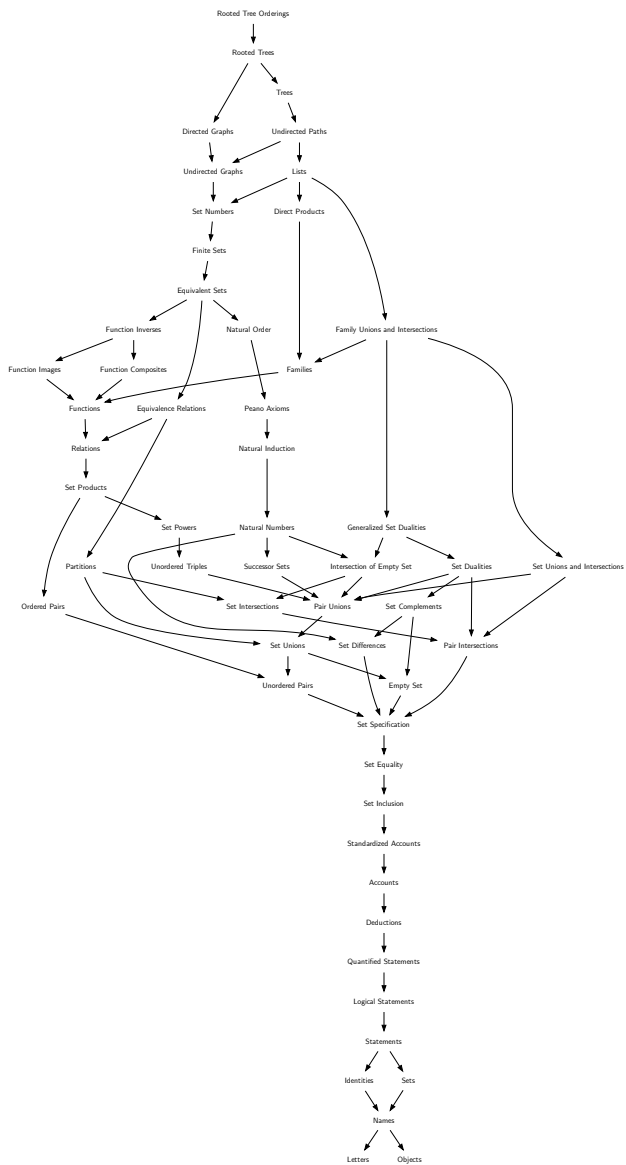 Rooted Tree Orderings
Rooted Trees
Trees
Directed Graphs
Undirected Paths
Undirected Graphs
Lists
Set Numbers
Direct Products
Finite Sets
Equivalent Sets
Function Inverses
Natural Order
Family Unions and Intersections
Function Images
Function Composites
Families
Functions
Equivalence Relations
Peano Axioms
Relations
Natural Induction
Set Products
Set Powers
Natural Numbers
Generalized Set Dualities
Partitions
Unordered Triples
Successor Sets
Intersection of Empty Set
Set Dualities
Set Unions and Intersections
Ordered Pairs
Set Intersections
Pair Unions
Set Complements
Set Unions
Set Differences
Pair Intersections
Unordered Pairs
Empty Set
Set Specification
Set Equality
Set Inclusion
Standardized Accounts
Accounts
Deductions
Quantified Statements
Logical Statements
Statements
Identities
Sets
Names
Letters
Objects